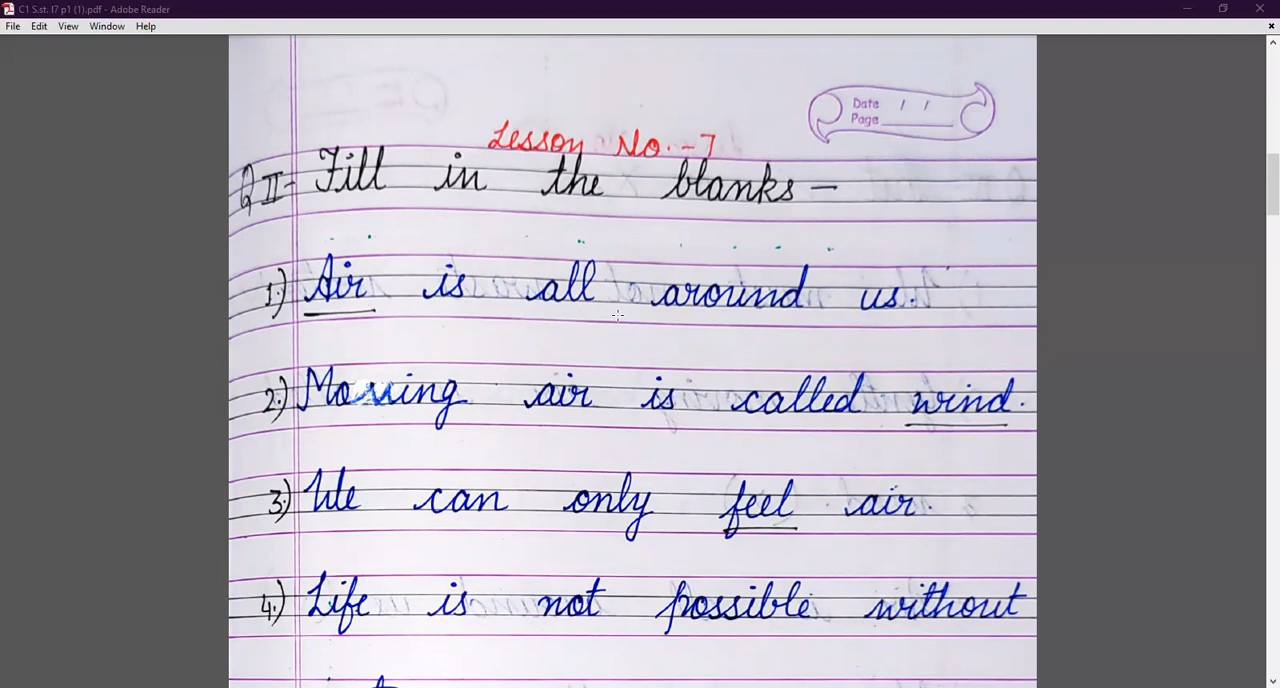 C1 S.st. l7 p1 (1).pdf - Adobe Reader
File Edit View Window Help
Date / /
Page
Lesson No.-7
Q II- Fill in the blanks —
1.) Air is all around us.
2.) Moving air is called wind.
3.) We can only feel air.
4.) Life is not possible without